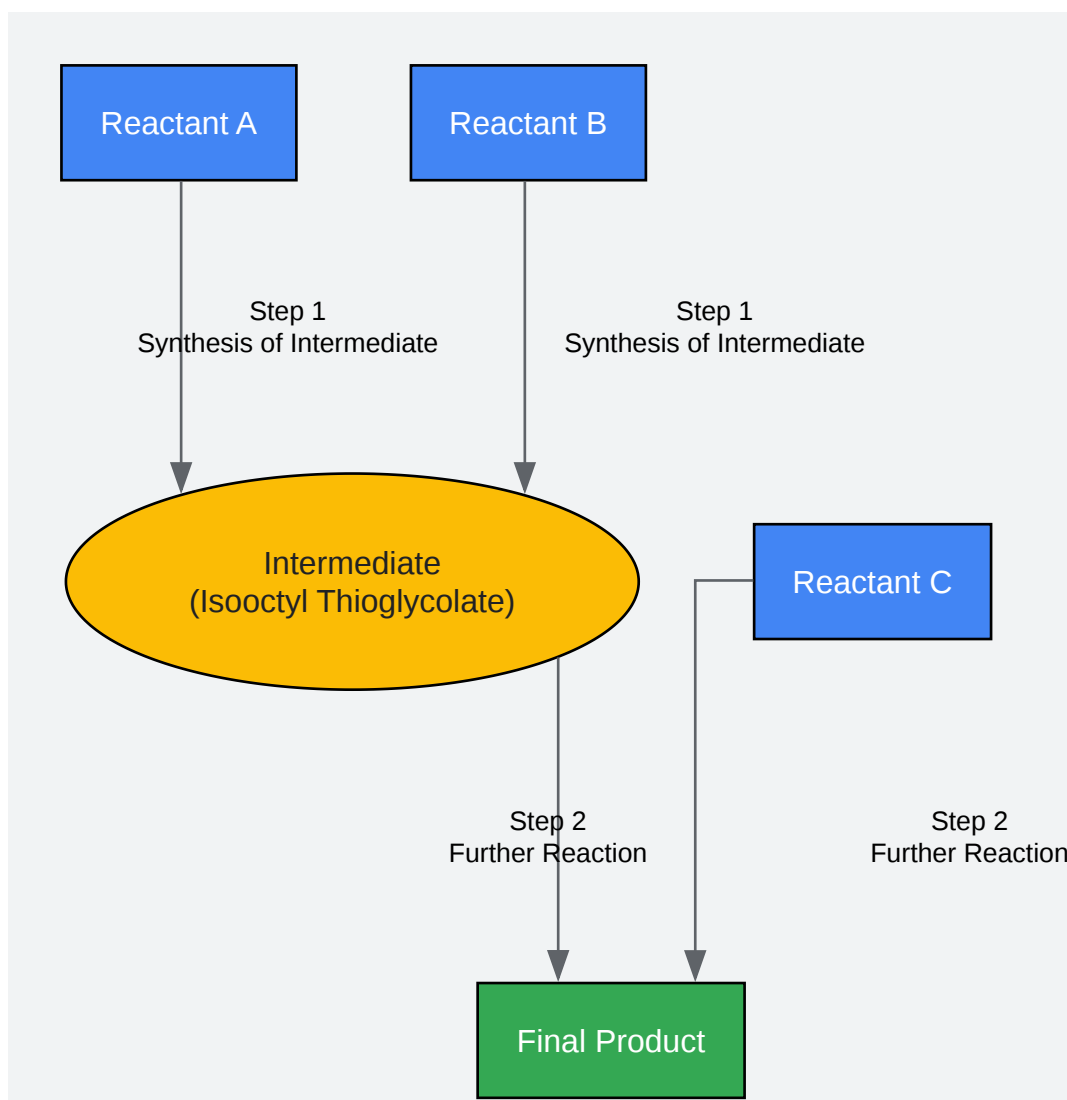 Reactant A
Reactant B
Step 1
Synthesis of Intermediate
Step 1
Synthesis of Intermediate
Intermediate
(Isooctyl Thioglycolate)
Reactant C
Step 2
Further Reaction
Step 2
Further Reaction
Final Product